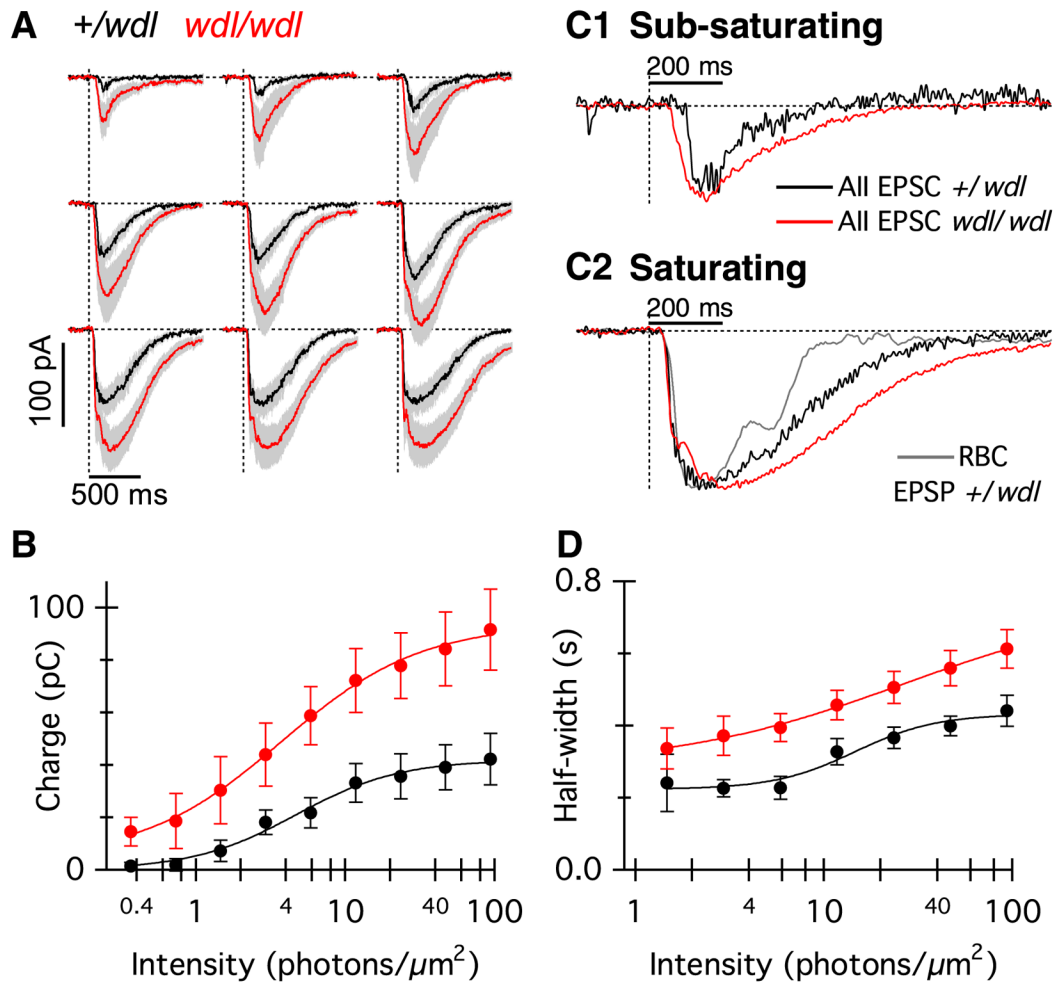 A +/wdl wdl/wdl
100 pA
500 ms
C1 Sub-saturating
200 ms
All EPSC +/wdl
All EPSC wdl/wdl
C2 Saturating
200 ms
RBC
EPSP +/wdl
B
Charge (pC)
100
0
0.4 1 4 10 40 100
Intensity (photons/µm²)
D
Half-width (s)
0.8
0.0
1 4 10 40 100
Intensity (photons/µm²)